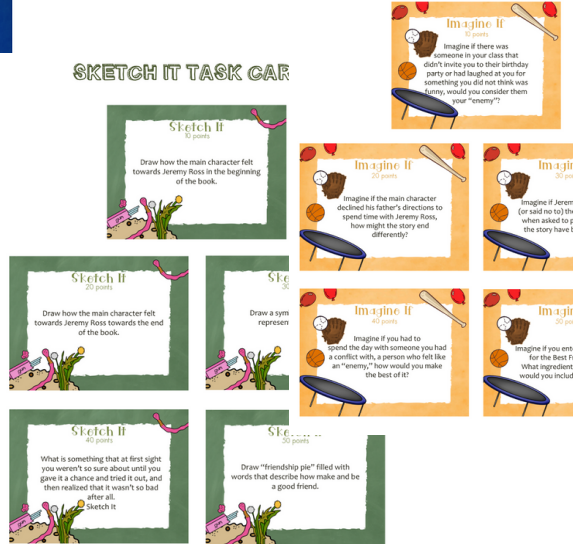 SKETCH IT TASK CAR
Sketch It
10 points
Draw how the main character felt
towards Jeremy Ross in the beginning
of the book.
Sketch It
20 points
Draw how the main character felt
towards Jeremy Ross towards the end
of the book.
Ske
30
Draw a sym
represen
Sketch It
40 points
What is something that at first sight
you weren't so sure about until you
gave it a chance and tried it out, and
then realized that it wasn't so bad
after all.
Sketch It
50 points
Draw "friendship pie" filled with
words that describe how make and be
a good friend.
Imagine If
10 points
Imagine if there was
someone in your class that
didn't invite you to their birthday
party or had laughed at you for
something you did not think was
funny, would you consider them
your "enemy"?
Imagine If
20 points
Imagine if the main character
declined his father's directions to
spend time with Jeremy Ross,
how might the story end
differently?
Imagin
30 po
Imagine if Jerem
(or said no) to the
when asked to p
the story have b
Imagine If
40 points
Imagine if you had to
spend the day with someone you had
a conflict with, a person who felt like
an "enemy," how would you make
the best of it?
Imagin
50 po
Imagine if you ent
for the Best Fr
What ingredient
would you includ